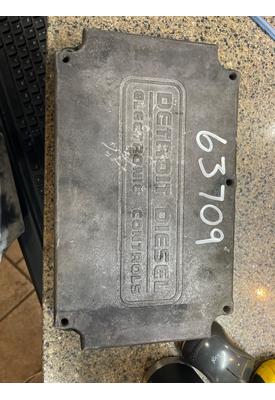 63709
DETROIT DIESEL
ELECTRONIC CONTROLS